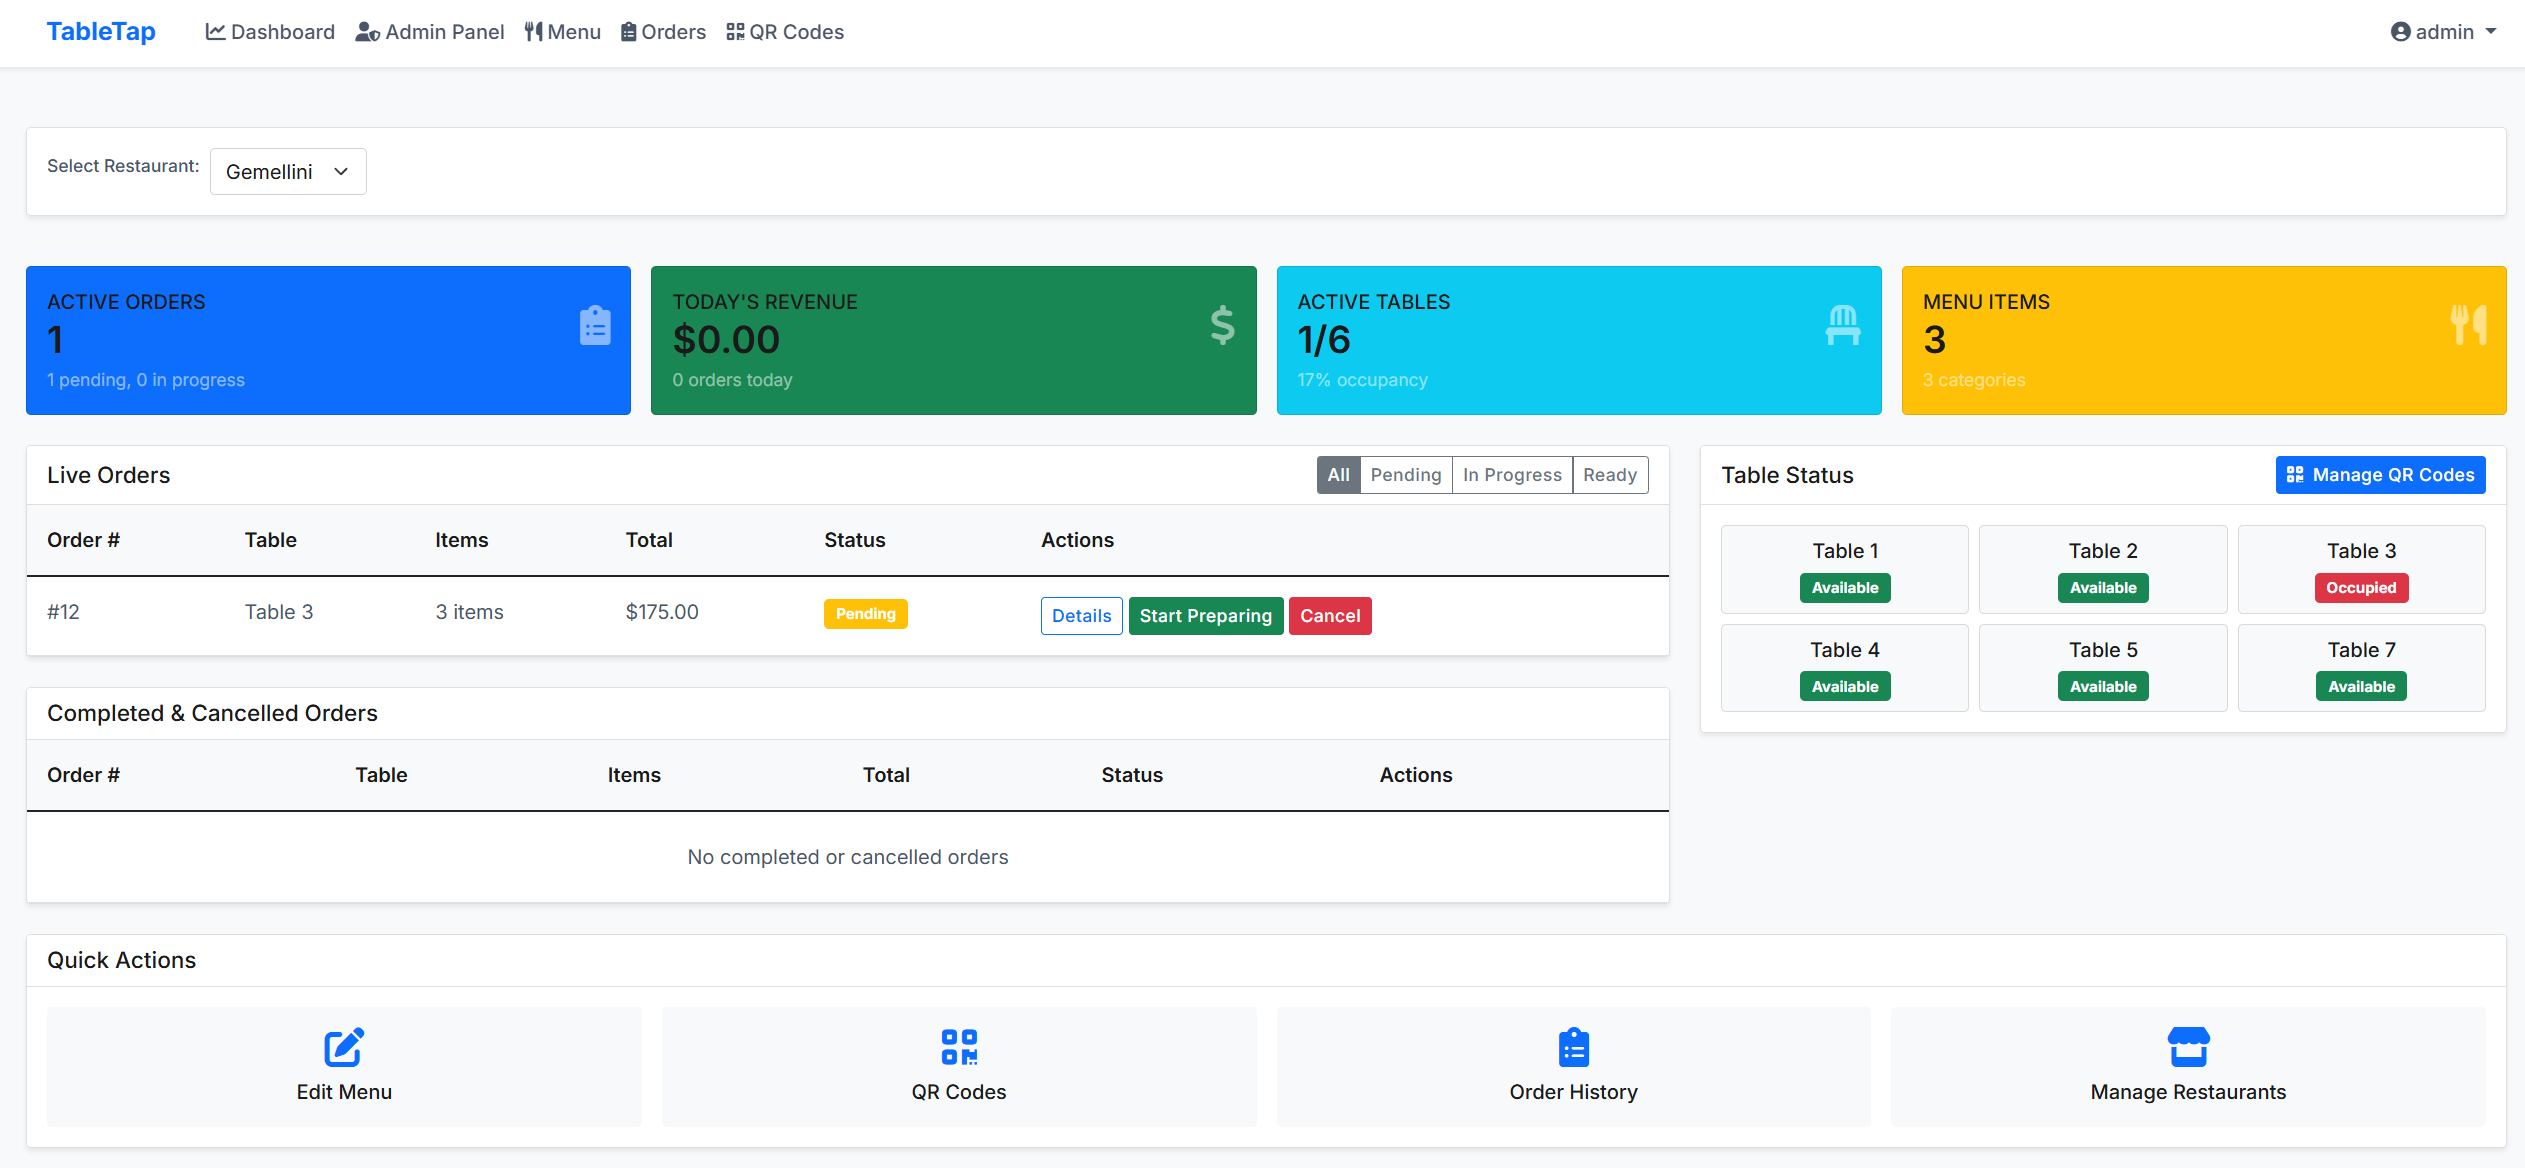 TableTap Dashboard Admin Panel Menu Orders QR Codes admin
Select Restaurant: Gemellini
ACTIVE ORDERS
1
1 pending, 0 in progress
TODAY'S REVENUE
$0.00
0 orders today
ACTIVE TABLES
1/6
17% occupancy
MENU ITEMS
3
3 categories
Live Orders All Pending In Progress Ready
Order # Table Items Total Status Actions
#12 Table 3 3 items $175.00 Pending Details Start Preparing Cancel
Table Status Manage QR Codes
Table 1 Table 2 Table 3
Available Available Occupied
Table 4 Table 5 Table 7
Available Available Available
Completed & Cancelled Orders
Order # Table Items Total Status Actions
No completed or cancelled orders
Quick Actions
Edit Menu QR Codes Order History Manage Restaurants